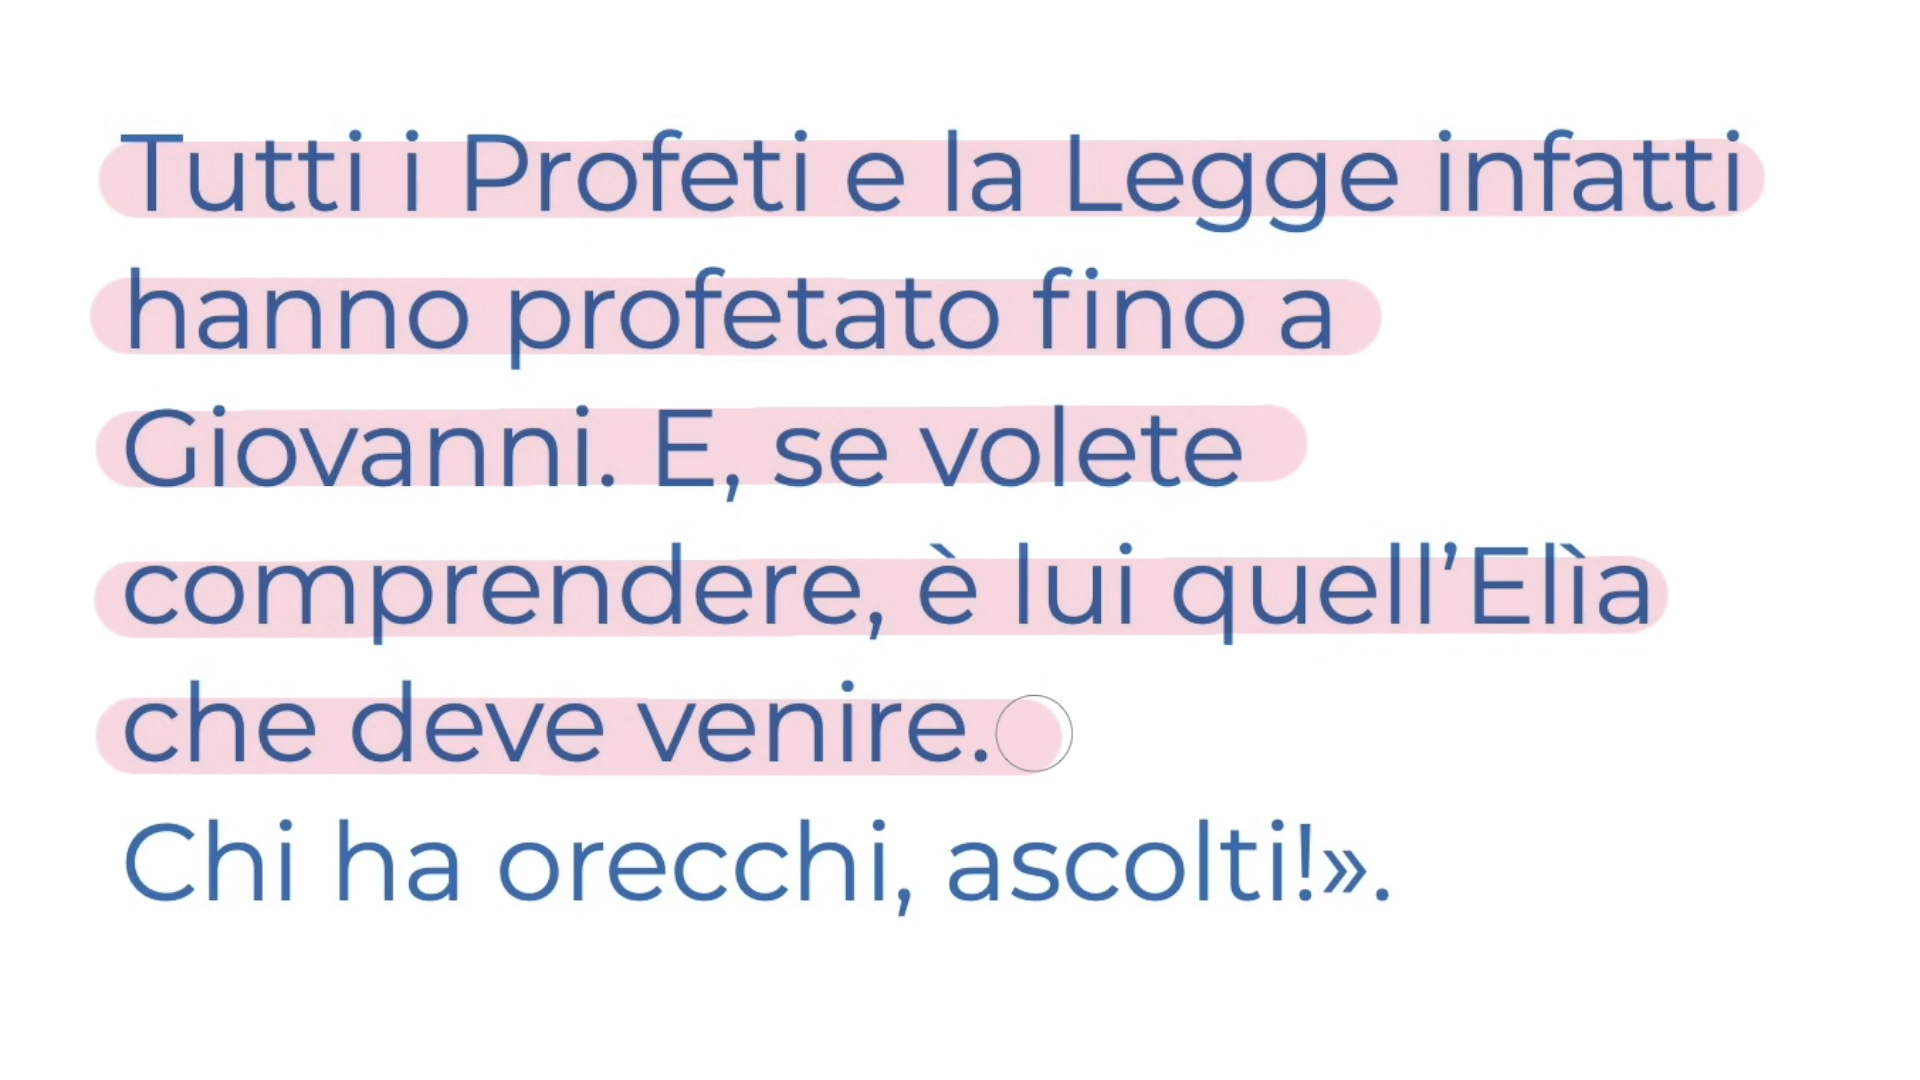 Tutti i Profeti e la Legge infatti
hanno profetato fino a
Giovanni. E, se volete
comprendere, è lui quell’Elìa
che deve venire.
Chi ha orecchi, ascolti!».